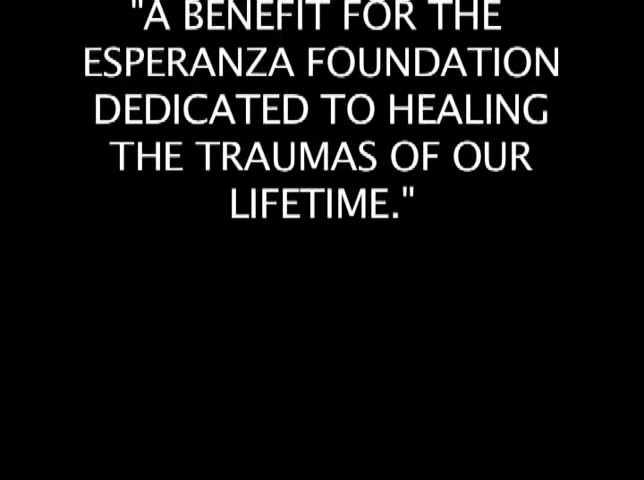 "A BENEFIT FOR THE
ESPERANZA FOUNDATION
DEDICATED TO HEALING
THE TRAUMAS OF OUR
LIFETIME."